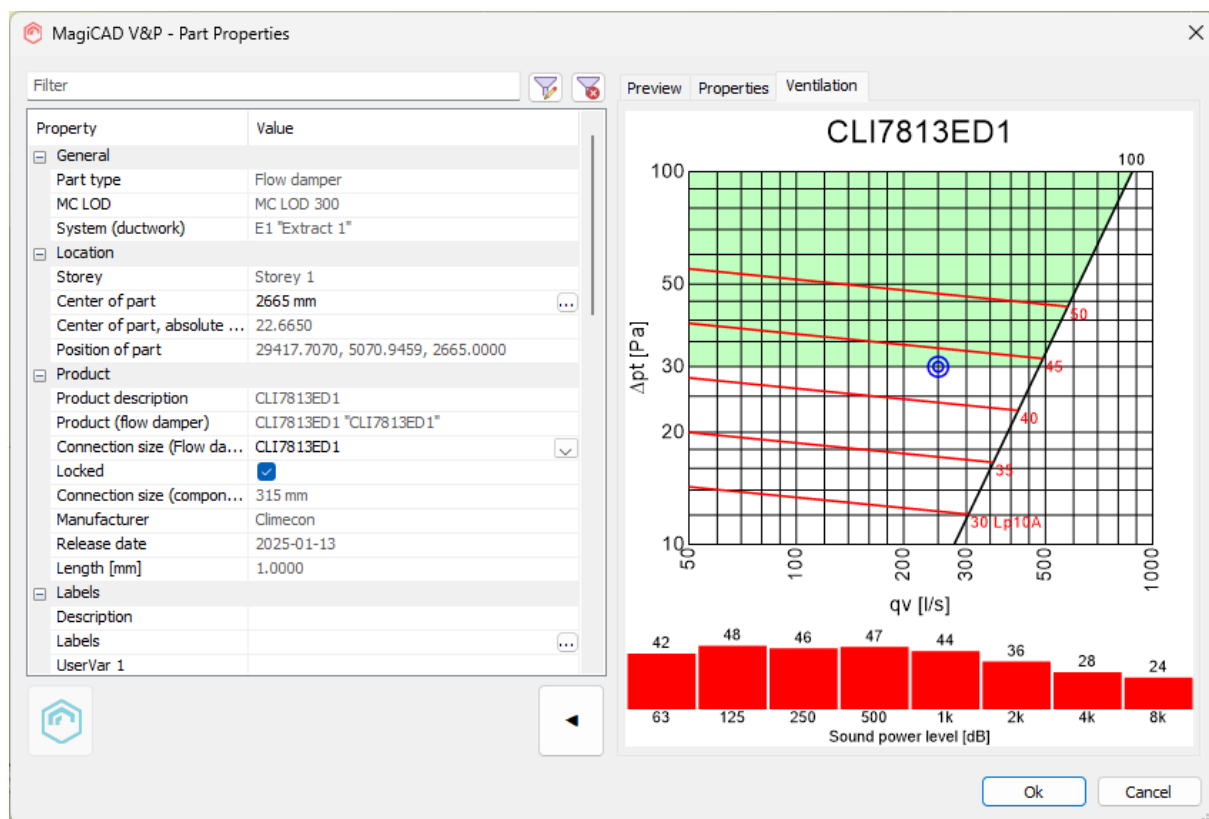 MagiCAD V&P - Part Properties
Filter
Property Value
General
Part type Flow damper
MC LOD MC LOD 300
System (ductwork) E1 "Extract 1"
Location
Storey Storey 1
Center of part 2665 mm ...
Center of part, absolute ... 22.6650
Position of part 29417.7070, 5070.9459, 2665.0000
Product
Product description CLI7813ED1
Product (flow damper) CLI7813ED1 "CLI7813ED1"
Connection size (Flow da... CLI7813ED1
Locked
Connection size (compon... 315 mm
Manufacturer Climecon
Release date 2025-01-13
Length [mm] 1.0000
Labels
Description
Labels ...
UserVar 1
Preview Properties Ventilation
CLI7813ED1
100
100
50
50
45
30
40
20
35
30 Lp10A
10
Δpt [Pa]
50 100 200 300 500 1000
qv [l/s]
42 48 46 47 44 36 28 24
63 125 250 500 1k 2k 4k 8k
Sound power level [dB]
Ok Cancel